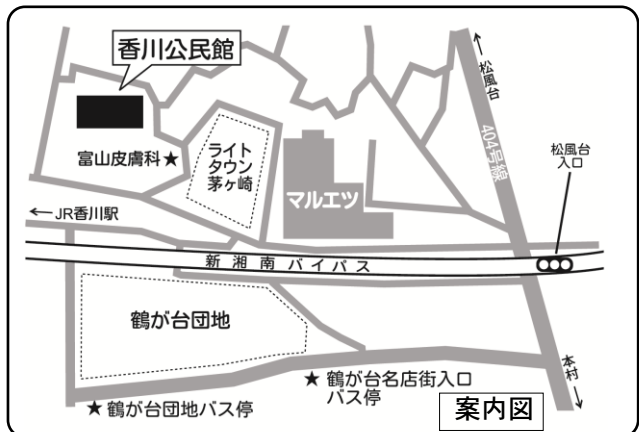 香川公民館
↑松風台
404号線
富山皮膚科★
ライト
タウン
茅ヶ崎
マルエツ
松風台
入口
←JR香川駅
新湘南バイパス
鶴が台団地
本村↓
★鶴が台団地バス停
★鶴が台名店街入口
バス停
案内図